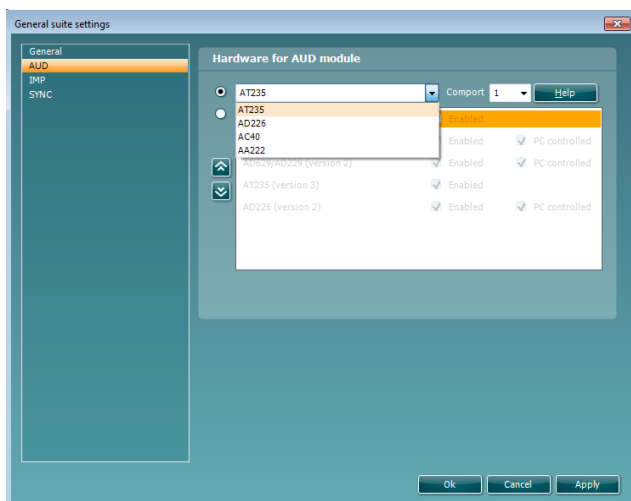 General suite settings
General
AUD
IMP
SYNC
Hardware for AUD module
AT235 Comport 1 Help
AT235
AD226
AC40
AA222
Enabled
Enabled PC controlled
AD629/AD229 (version 2) Enabled PC controlled
AT235 (version 3) Enabled
AD226 (version 2) Enabled PC controlled
Ok Cancel Apply